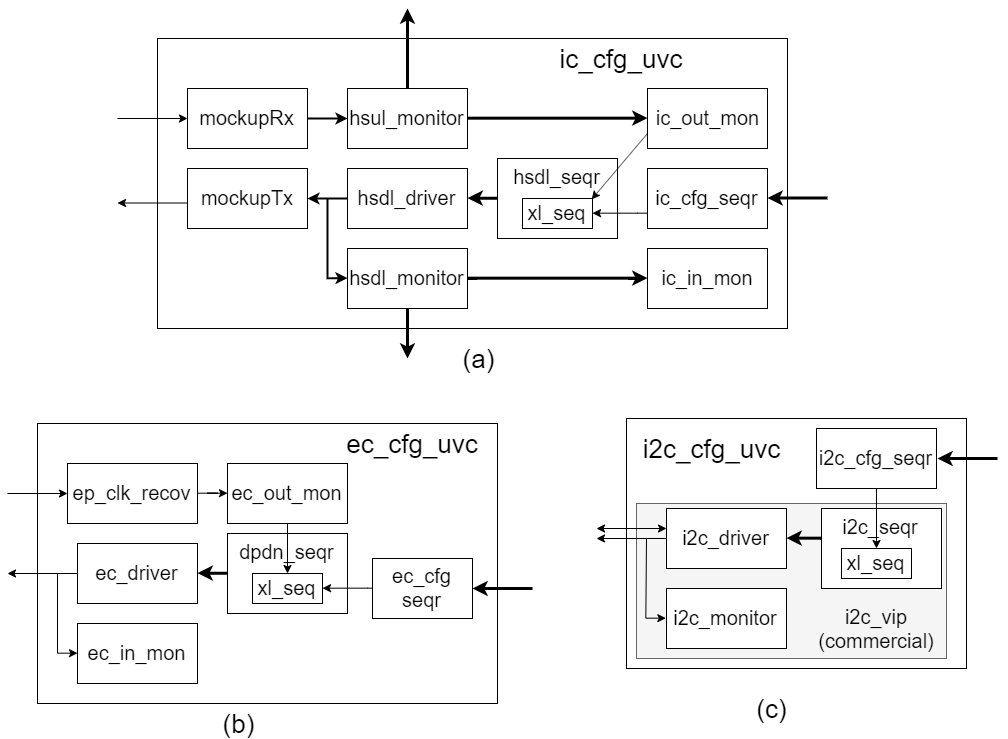 ic_cfg_uvc
mockupRx
hsul_monitor
ic_out_mon
mockupTx
hsdl_driver
hsdl_seqr
xl_seq
ic_cfg_seqr
hsdl_monitor
ic_in_mon
(a)
ec_cfg_uvc
ep_clk_recov
ec_out_mon
ec_driver
dpdn_seqr
xl_seq
ec_cfg
seqr
ec_in_mon
(b)
i2c_cfg_uvc
i2c_cfg_seqr
i2c_driver
i2c_seqr
xl_seq
i2c_monitor
i2c_vip
(commercial)
(c)